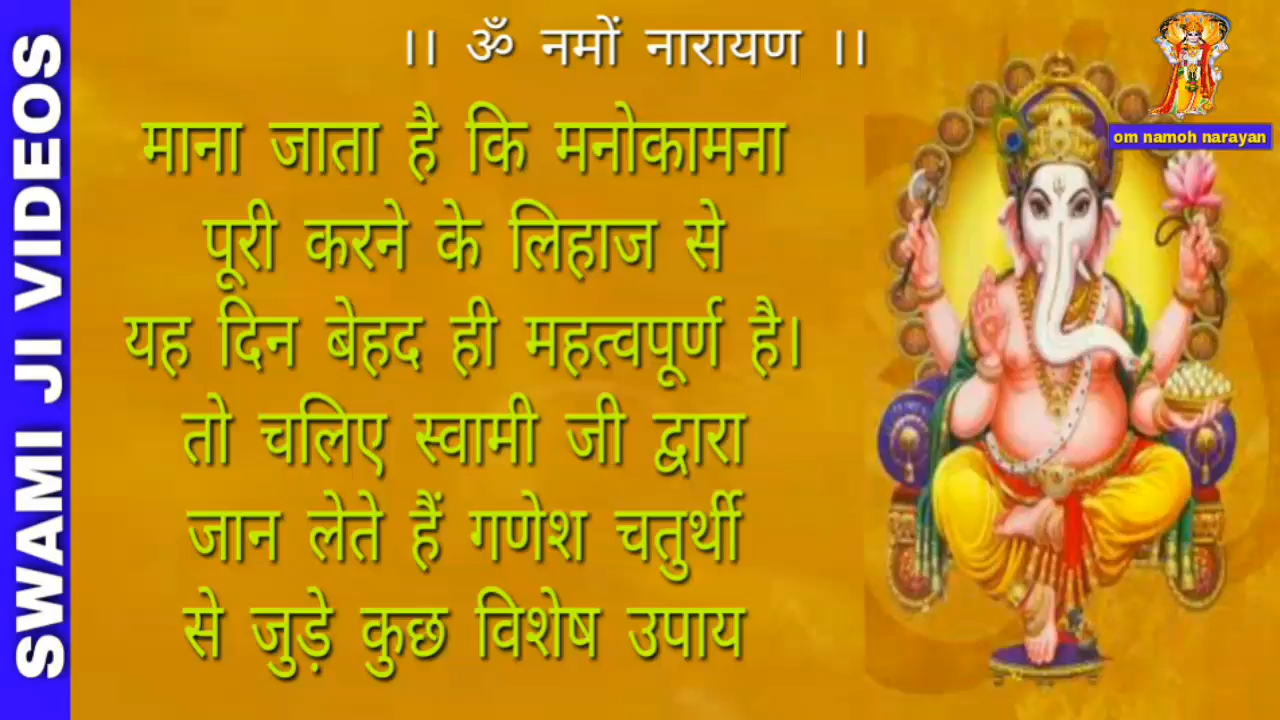 ।। ॐ नमों नारायण ।।
om namoh narayan
माना जाता है कि मनोकामना
पूरी करने के लिहाज से
यह दिन बेहद ही महत्वपूर्ण है।
तो चलिए स्वामी जी द्वारा
जान लेते हैं गणेश चतुर्थी
से जुड़े कुछ विशेष उपाय
SWAMI JI VIDEOS